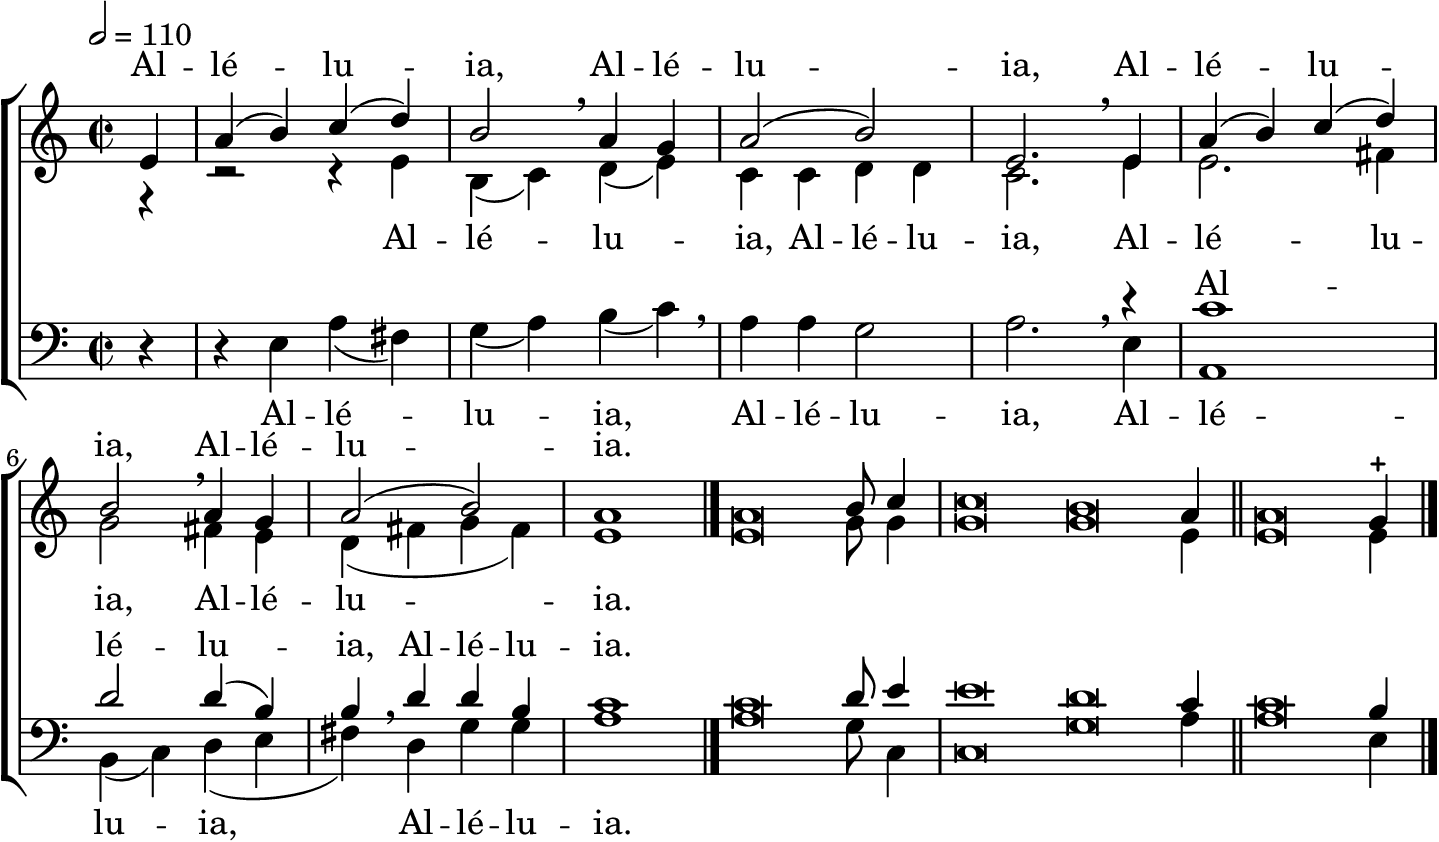 = 110
Al -- lé -- lu -- ia, Al -- lé -- lu -- ia, Al -- lé -- lu --
Al -- lé -- lu -- ia, Al -- lé -- lu -- ia, Al -- lé -- lu --
Al --
Al -- lé -- lu -- ia, Al -- lé -- lu -- ia, Al -- lé --
ia, Al -- lé -- lu -- ia.
6
ia, Al -- lé -- lu -- ia.
lé -- lu -- ia, Al -- lé -- lu -- ia.
lu -- ia, Al -- lé -- lu -- ia.